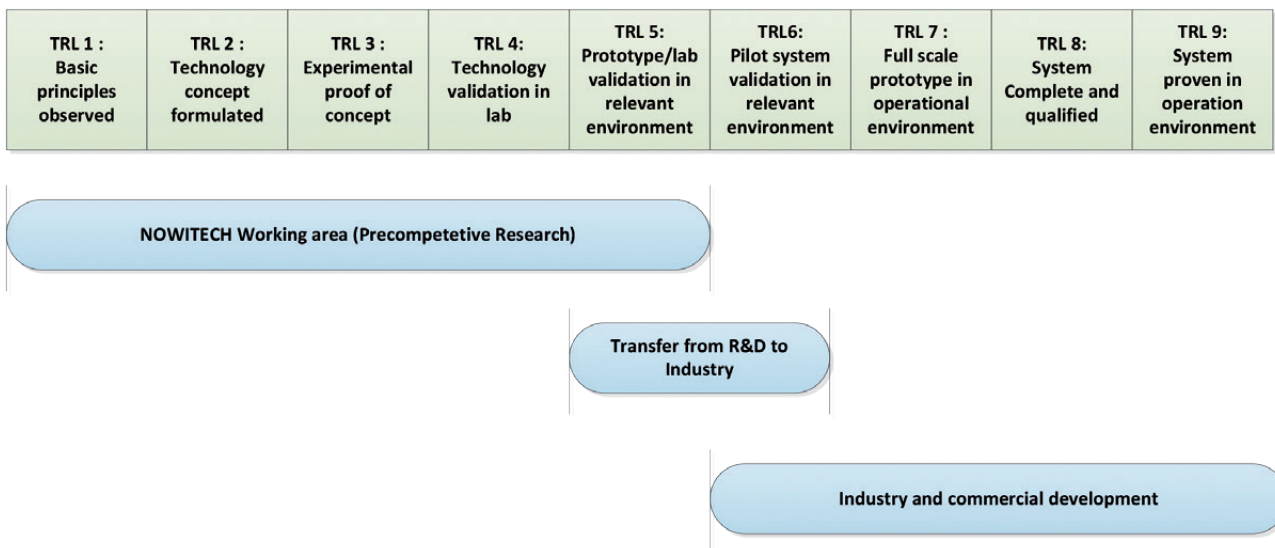 TRL 1 :
Basic
principles
observed
TRL 2 :
Technology
concept
formulated
TRL 3 :
Experimental
proof of
concept
TRL 4:
Technology
validation in
lab
TRL 5:
Prototype/lab
validation in
relevant
environment
TRL6:
Pilot system
validation in
relevant
environment
TRL 7 :
Full scale
prototype in
operational
environment
TRL 8:
System
Complete and
qualified
TRL 9:
System
proven in
operation
environment
NOWITECH Working area (Precompetetive Research)
Transfer from R&D to
Industry
Industry and commercial development